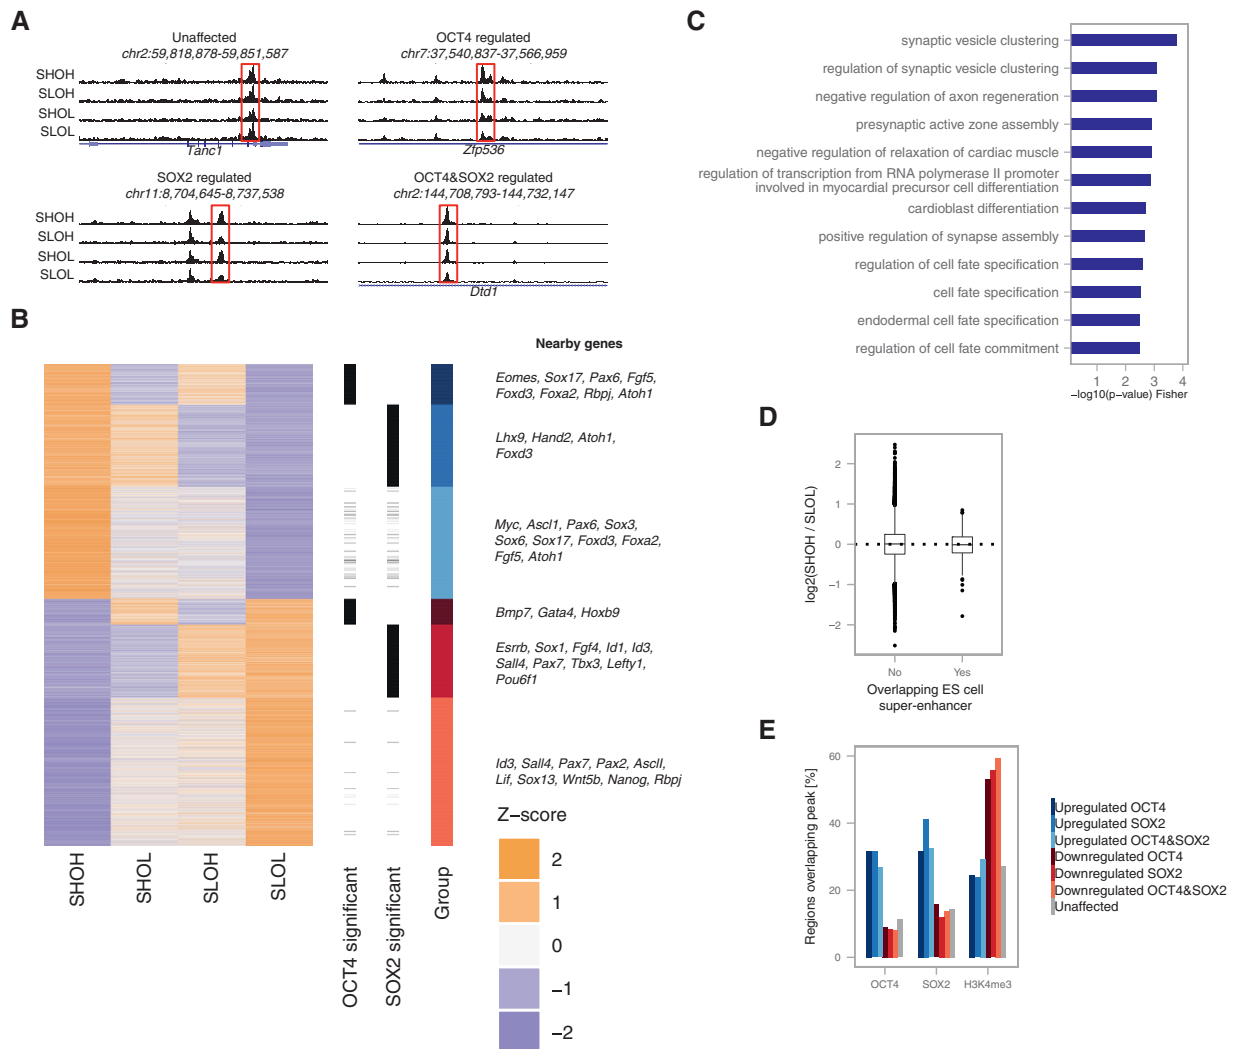 A
Unaffected
chr2:59,818,878-59,851,587
SHOH
SLOH
SHOL
SLOL
Tanc1
OCT4 regulated
chr7:37,540,837-37,566,959
Zfp536
SOX2 regulated
chr11:8,704,645-8,737,538
SHOH
SLOH
SHOL
SLOL
OCT4&SOX2 regulated
chr2:144,708,793-144,732,147
Dtd1
B
Nearby genes
Eomes, Sox17, Pax6, Fgf5,
Foxd3, Foxa2, Rbpj, Atoh1
Lhx9, Hand2, Atoh1,
Foxd3
Myc, Ascl1, Pax6, Sox3,
Sox6, Sox17, Foxd3, Foxa2,
Fgf5, Atoh1
Bmp7, Gata4, Hoxb9
Esrrb, Sox1, Fgf4, Id1, Id3,
Sall4, Pax7, Tbx3, Lefty1,
Pou6f1
Id3, Sall4, Pax7, Pax2, Ascll,
Lif, Sox13, Wnt5b, Nanog, Rbpj
SHOH
SHOL
SLOH
SLOL
OCT4 significant
SOX2 significant
Group
Z−score
2
1
0
−1
−2
C
synaptic vesicle clustering
regulation of synaptic vesicle clustering
negative regulation of axon regeneration
presynaptic active zone assembly
negative regulation of relaxation of cardiac muscle
regulation of transcription from RNA polymerase II promoter
involved in myocardial precursor cell differentiation
cardioblast differentiation
positive regulation of synapse assembly
regulation of cell fate specification
cell fate specification
endodermal cell fate specification
regulation of cell fate commitment
1 2 3 4
−log10(p−value) Fisher
D
log2(SHOH / SLOL)
2
1
0
−1
−2
No Yes
Overlapping ES cell
super-enhancer
E
Regions overlapping peak [%]
60
40
20
0
OCT4 SOX2 H3K4me3
Upregulated OCT4
Upregulated SOX2
Upregulated OCT4&SOX2
Downregulated OCT4
Downregulated SOX2
Downregulated OCT4&SOX2
Unaffected